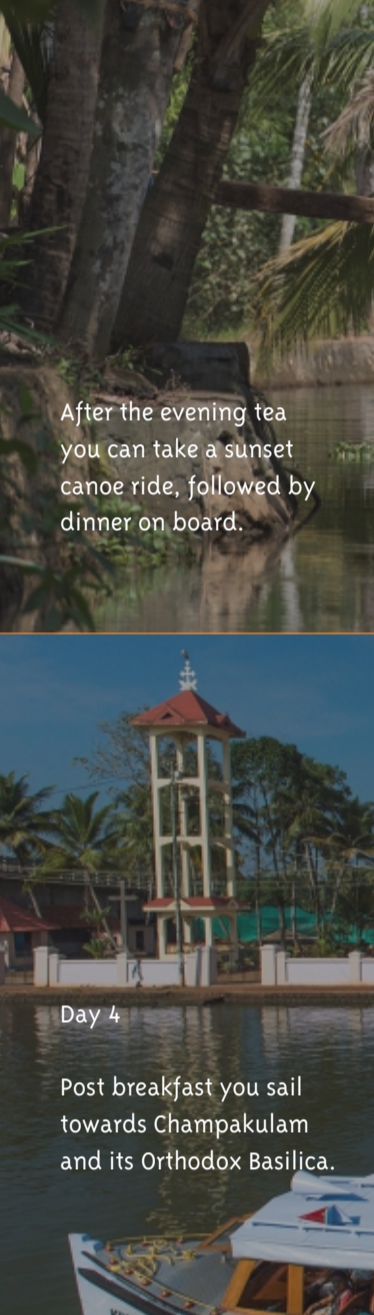 After the evening tea
you can take a sunset
canoe ride, followed by
dinner on board.
Day 4
Post breakfast you sail
towards Champakulam
and its Orthodox Basilica.